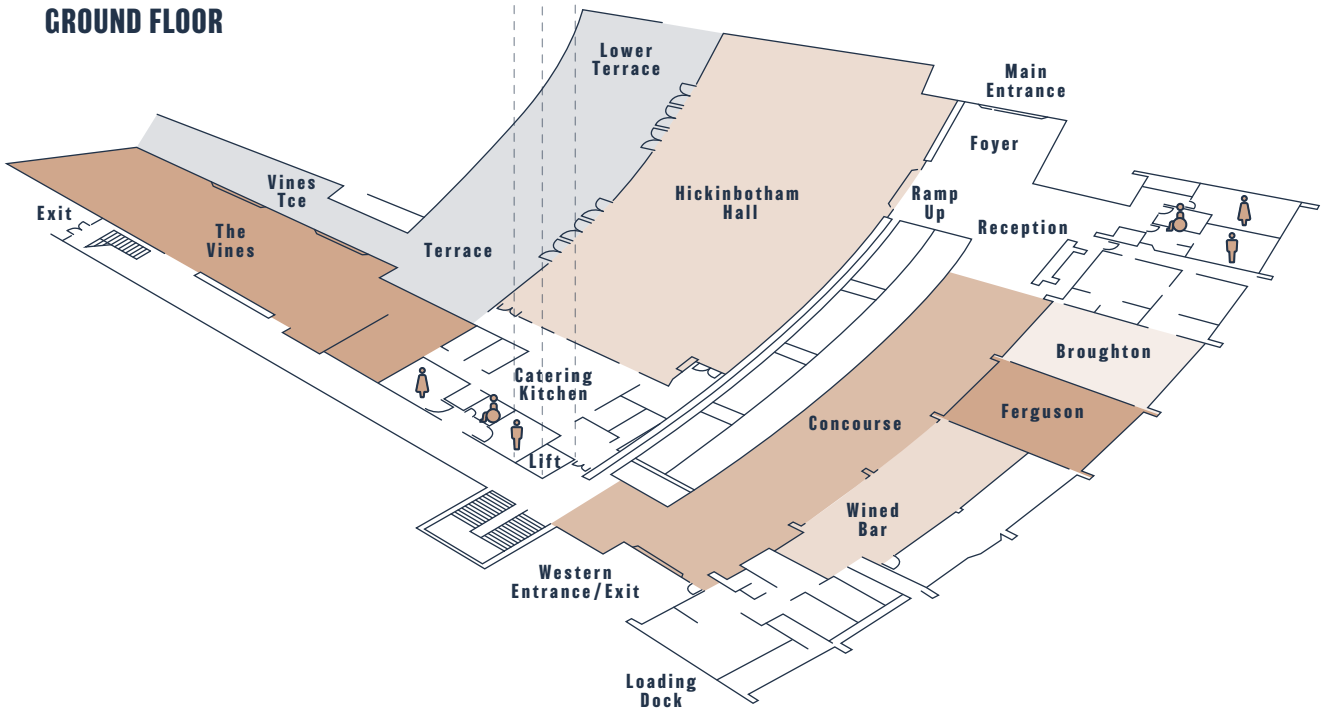 GROUND FLOOR
Lower
Terrace
Main
Entrance
Foyer
Vines
Tce
Hickinbotham
Hall
Ramp
Up
Exit
The
Vines
Terrace
Reception
Broughton
Catering
Kitchen
Ferguson
Concourse
Lift
Wined
Bar
Western
Entrance/Exit
Loading
Dock